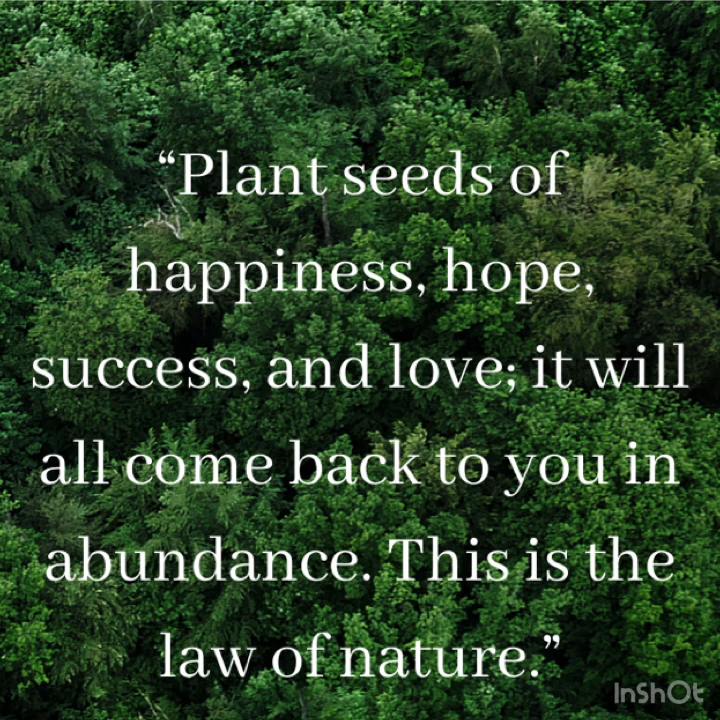 “Plant seeds of
happiness, hope,
success, and love; it will
all come back to you in
abundance. This is the
law of nature.”
InShOt